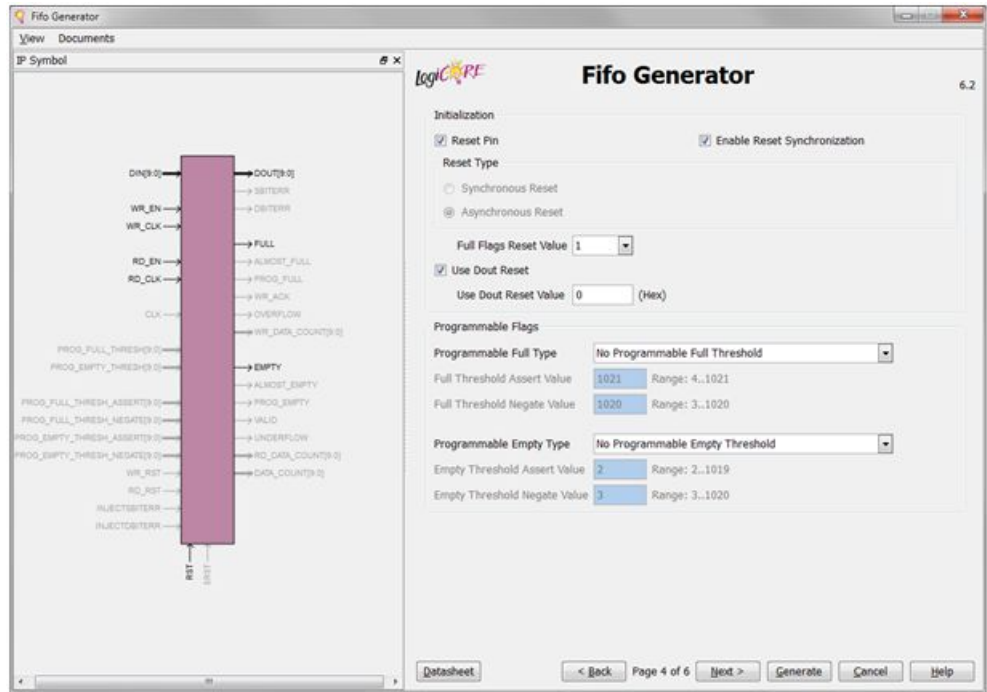 Fifo Generator
View Documents
IP Symbol
LogiCORE
Fifo Generator
6.2
DIN[9:0]
WR_EN
WR_CLK
RD_EN
RD_CLK
CLK
PROG_FULL_THRESH[9:0]
PROG_EMPTY_THRESH[9:0]
PROG_FULL_THRESH_ASSERT[9:0]
PROG_FULL_THRESH_NEGATE[9:0]
PROG_EMPTY_THRESH_ASSERT[9:0]
PROG_EMPTY_THRESH_NEGATE[9:0]
WR_RST
RD_RST
INJECTSBITERR
INJECTDBITERR
DOUT[9:0]
SBITERR
DBITERR
FULL
ALMOST_FULL
PROG_FULL
WR_ACK
OVERFLOW
WR_DATA_COUNT[9:0]
EMPTY
ALMOST_EMPTY
PROG_EMPTY
VALID
UNDERFLOW
RD_DATA_COUNT[9:0]
DATA_COUNT[9:0]
RST
SRST
Initialization
Reset Pin
Enable Reset Synchronization
Reset Type
Synchronous Reset
Asynchronous Reset
Full Flags Reset Value 1
Use Dout Reset
Use Dout Reset Value 0 (Hex)
Programmable Flags
Programmable Full Type No Programmable Full Threshold
Full Threshold Assert Value 1021 Range: 4..1021
Full Threshold Negate Value 1020 Range: 3..1020
Programmable Empty Type No Programmable Empty Threshold
Empty Threshold Assert Value 2 Range: 2..1019
Empty Threshold Negate Value 3 Range: 3..1020
Datasheet < Back Page 4 of 6 Next > Generate Cancel Help